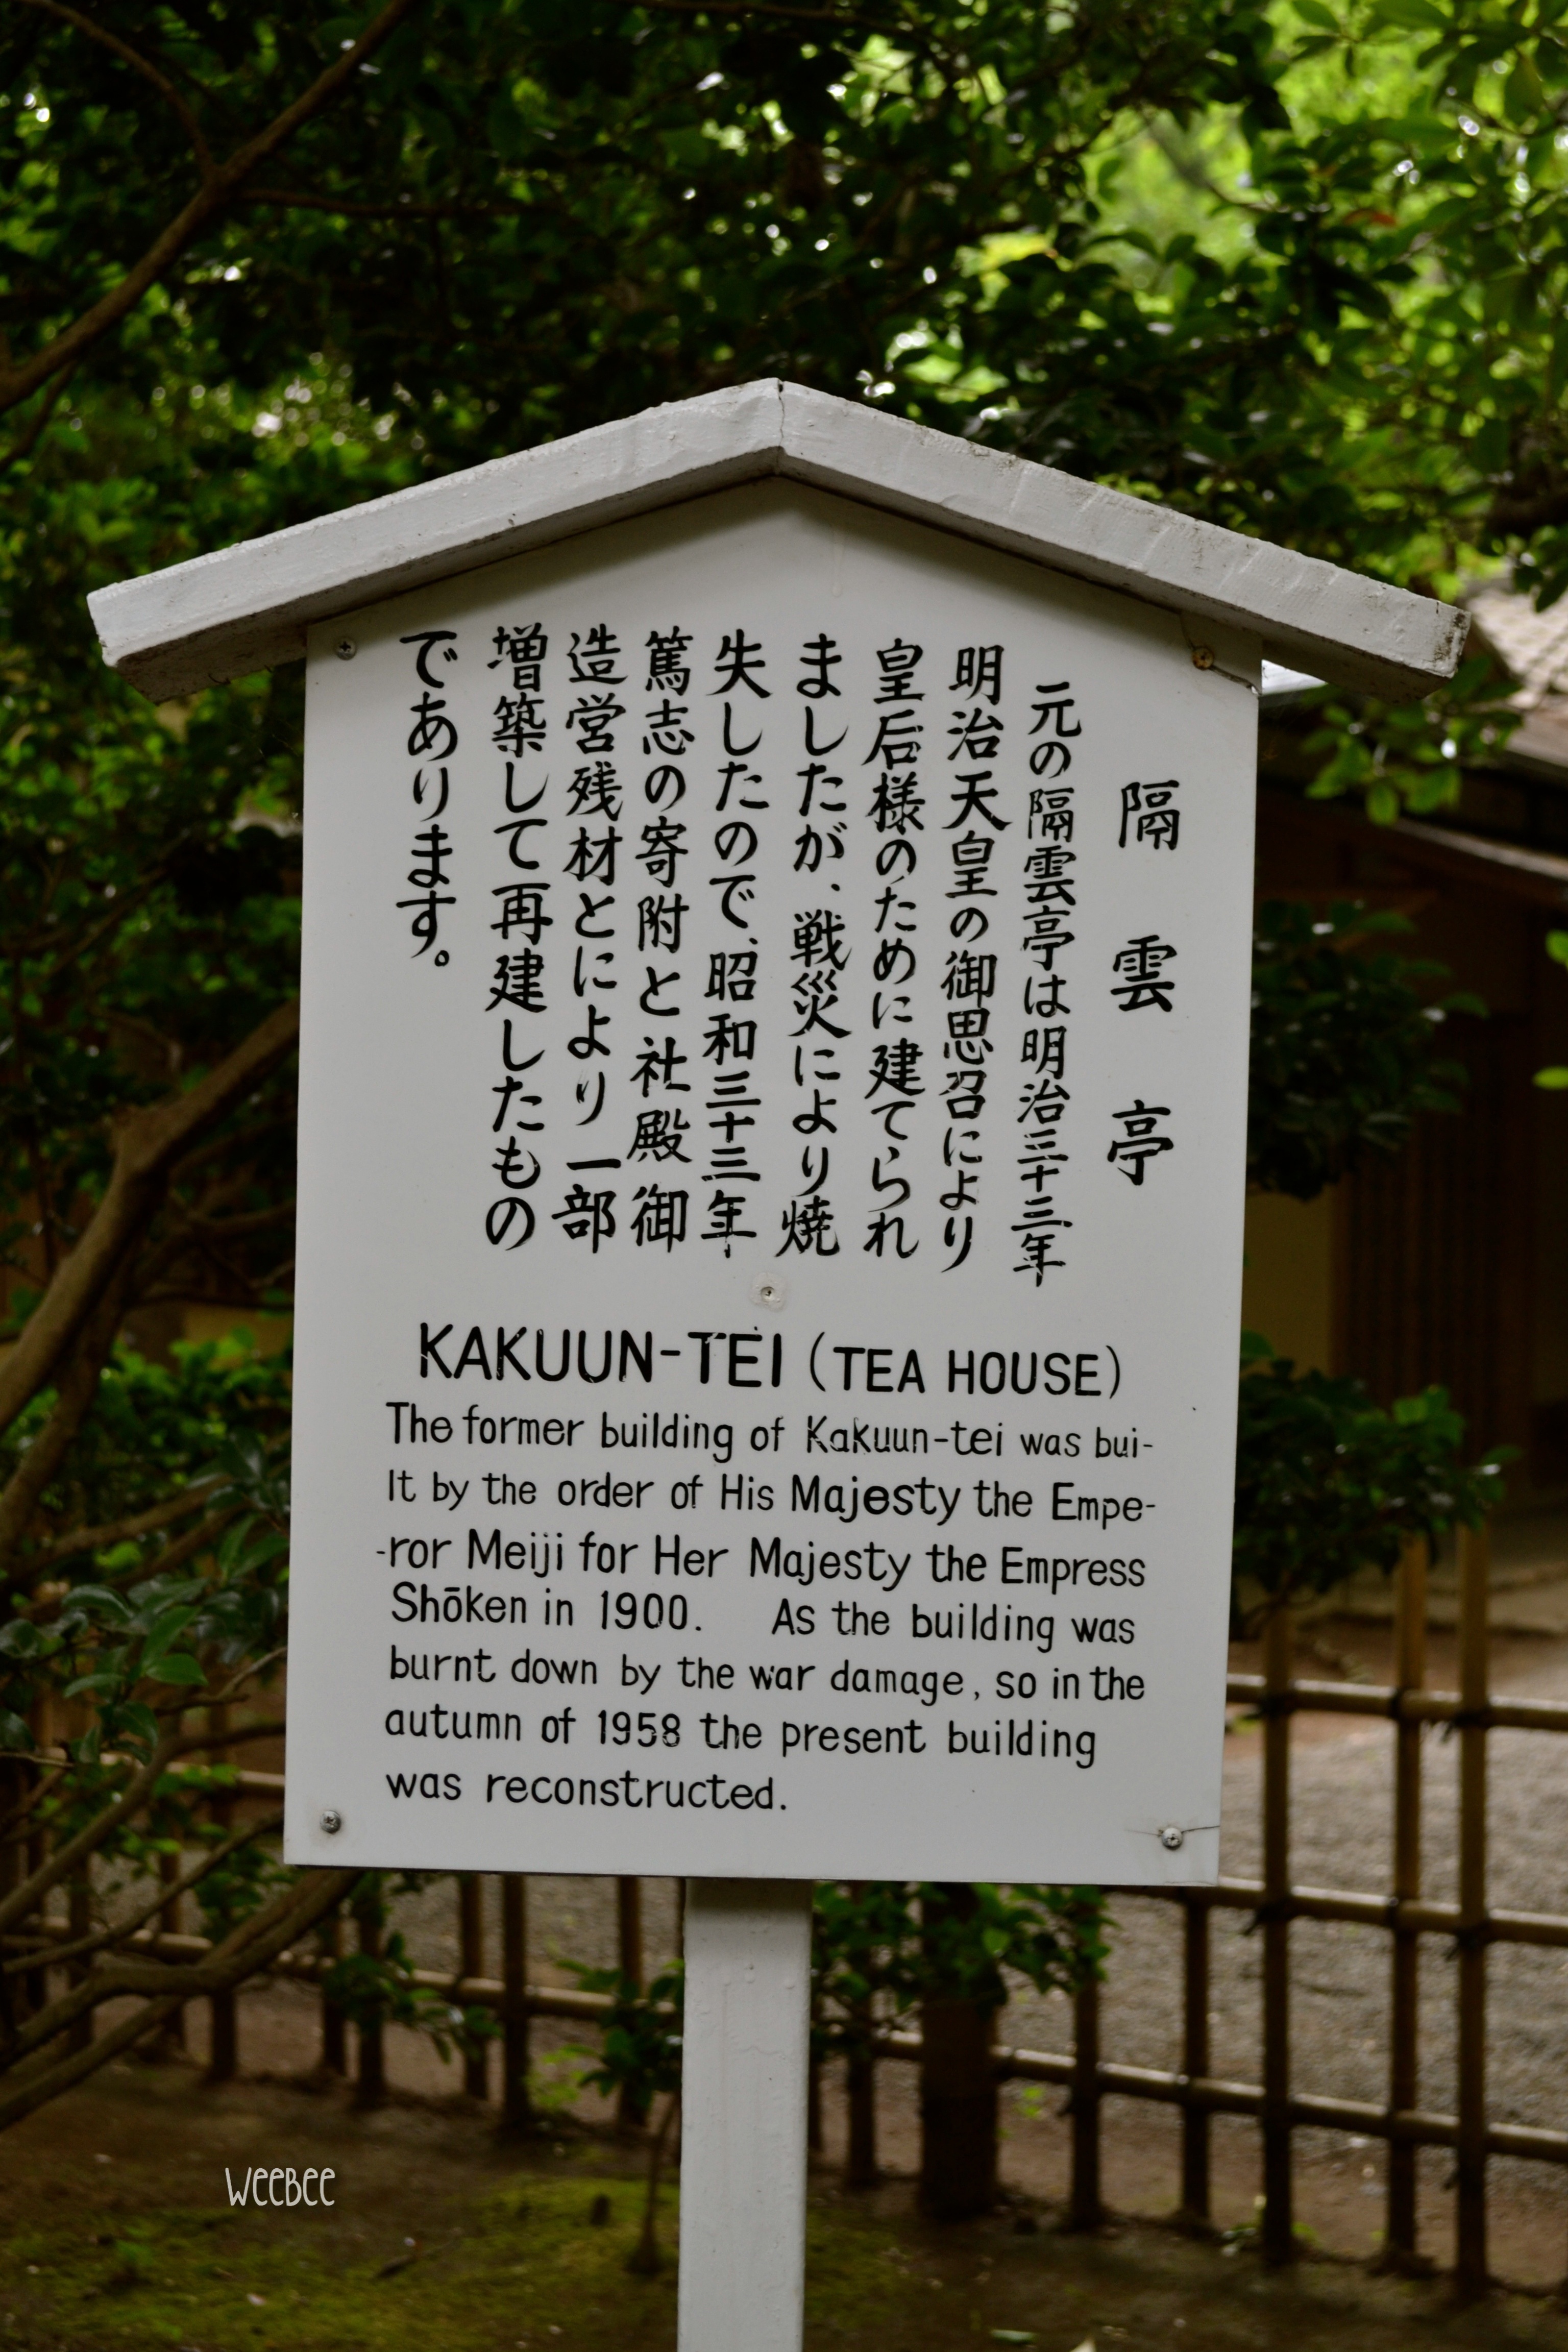 隔雲亭
元の隔雲亭は明治三十三年
明治天皇の御思召により
皇后様のために建てられ
ましたが、戦災により焼
失したので、昭和三十三年
篤志の寄附と社殿御
造営残材とにより一部
増築して再建したもの
であります。
KAKUUN-TEI (TEA HOUSE)
The former building of Kakuun-tei was bui-
lt by the order of His Majesty the Empe-
-ror Meiji for Her Majesty the Empress
Shōken in 1900. As the building was
burnt down by the war damage, so in the
autumn of 1958 the present building
was reconstructed.
WEEBEE